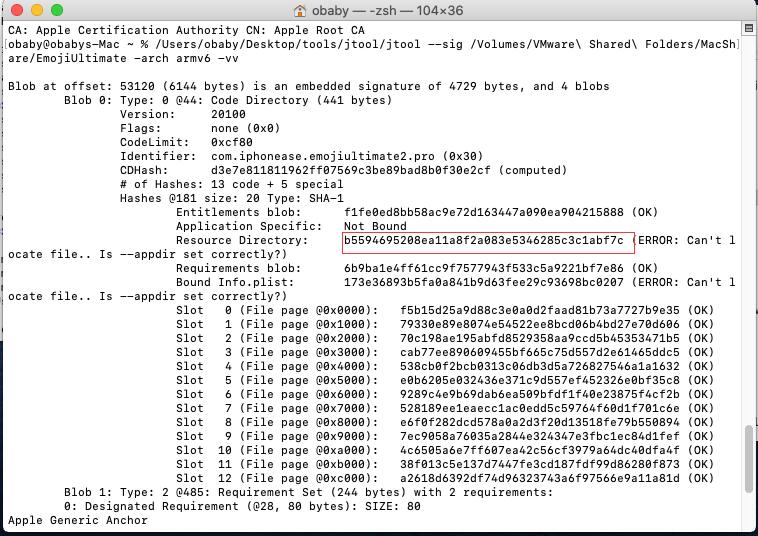 obaby — -zsh — 104×36
CA: Apple Certification Authority CN: Apple Root CA
[obaby@obabys-Mac ~ % /Users/obaby/Desktop/tools/jtool/jtool --sig /Volumes/VMware\ Shared\ Folders/MacSh]
are/EmojiUltimate -arch armv6 -vv
Blob at offset: 53120 (6144 bytes) is an embedded signature of 4729 bytes, and 4 blobs
Blob 0: Type: 0 @44: Code Directory (441 bytes)
Version: 20100
Flags: none (0x0)
CodeLimit: 0xcf80
Identifier: com.iphonease.emojiultimate2.pro (0x30)
CDHash: d3e7e811811962ff07569c3be89bad8b0f30e2cf (computed)
# of Hashes: 13 code + 5 special
Hashes @181 size: 20 Type: SHA-1
Entitlements blob: f1fe0ed8bb58ac9e72d163447a090ea904215888 (OK)
Application Specific: Not Bound
Resource Directory: b5594695208ea11a8f2a083e5346285c3c1abf7c (ERROR: Can't l
ocate file.. Is --appdir set correctly?)
Requirements blob: 6b9ba1e4ff61cc9f7577943f533c5a9221bf7e86 (OK)
Bound Info.plist: 173e36893b5fa0a841b9d63fee29c93698bc0207 (ERROR: Can't l
ocate file.. Is --appdir set correctly?)
Slot 0 (File page @0x0000): f5b15d25a9d88c3e0a0d2faad81b73a7727b9e35 (OK)
Slot 1 (File page @0x1000): 79330e89e8074e54522ee8bcd06b4bd27e70d606 (OK)
Slot 2 (File page @0x2000): 70c198ae195abfd8529358aa9ccd5b45353471b5 (OK)
Slot 3 (File page @0x3000): cab77ee890609455bf665c75d557d2e61465ddc5 (OK)
Slot 4 (File page @0x4000): 538cb0f2bcb0313c06db3d5a726827546a1a1632 (OK)
Slot 5 (File page @0x5000): e0b6205e032436e371c9d557ef452326e0bf35c8 (OK)
Slot 6 (File page @0x6000): 9289c4e9b69dab6ea509bfdf1f40e23875f4cf2b (OK)
Slot 7 (File page @0x7000): 528189ee1eaecc1ac0edd5c59764f60d1f701c6e (OK)
Slot 8 (File page @0x8000): e6f0f282dcd578a0a2d3f20d13518fe79b550894 (OK)
Slot 9 (File page @0x9000): 7ec9058a76035a2844e324347e3fbc1ec84d1fef (OK)
Slot 10 (File page @0xa000): 4c6505a6e7ff607ea42c56cf3979a64dc40dfa4f (OK)
Slot 11 (File page @0xb000): 38f013c5e137d7447fe3cd187fdf99d86280f873 (OK)
Slot 12 (File page @0xc000): a2618d6392df74d96323743a6f97566e9a11a81d (OK)
Blob 1: Type: 2 @485: Requirement Set (244 bytes) with 2 requirements:
0: Designated Requirement (@28, 80 bytes): SIZE: 80
Apple Generic Anchor